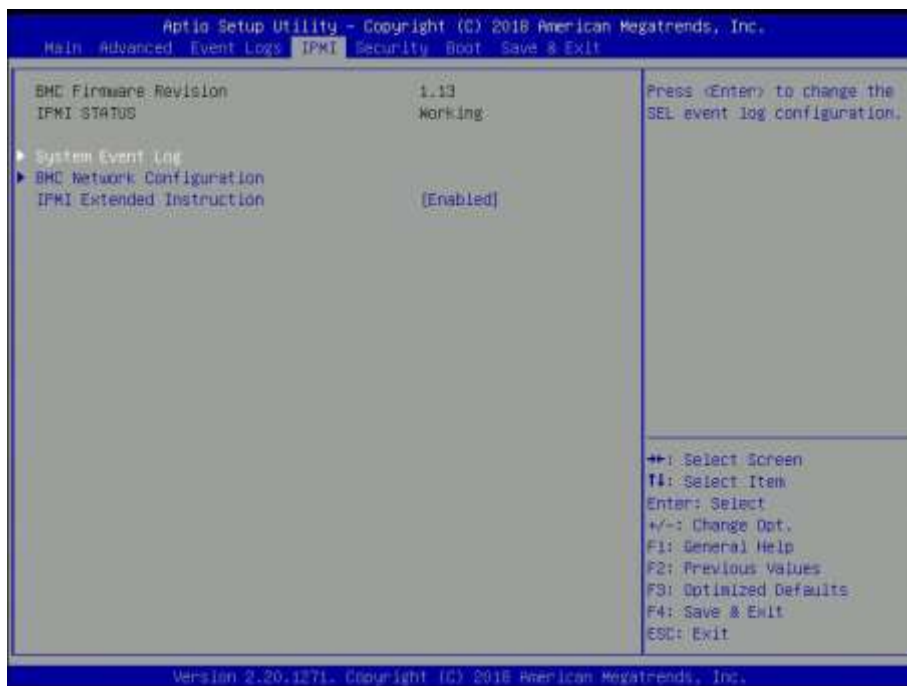 Aptio Setup Utility – Copyright (C) 2018 American Megatrends, Inc.
Main Advanced Event Logs IPMI Security Boot Save & Exit
BMC Firmware Revision 1.13
IPMI STATUS Working
System Event Log
BMC Network Configuration
IPMI Extended Instruction [Enabled]
Press <Enter> to change the
SEL event log configuration.
→←: Select Screen
↑↓: Select Item
Enter: Select
+/-: Change Opt.
F1: General Help
F2: Previous Values
F3: Optimized Defaults
F4: Save & Exit
ESC: Exit
Version 2.20.1271. Copyright (C) 2018 American Megatrends, Inc.